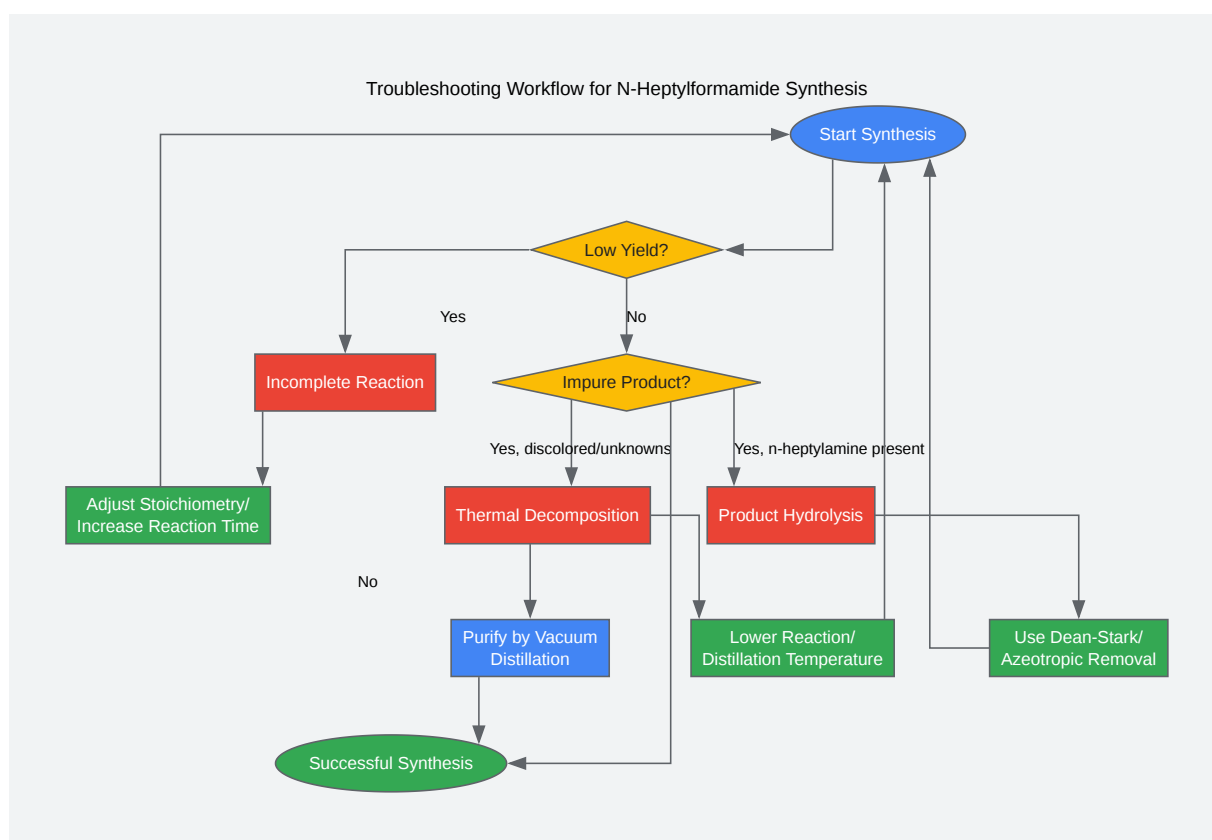 Troubleshooting Workflow for N-Heptylformamide Synthesis
Start Synthesis
Low Yield?
Yes
No
Incomplete Reaction
Impure Product?
Yes, discolored/unknowns
Yes, n-heptylamine present
Adjust Stoichiometry/
Increase Reaction Time
Thermal Decomposition
Product Hydrolysis
No
Purify by Vacuum
Distillation
Lower Reaction/
Distillation Temperature
Use Dean-Stark/
Azeotropic Removal
Successful Synthesis